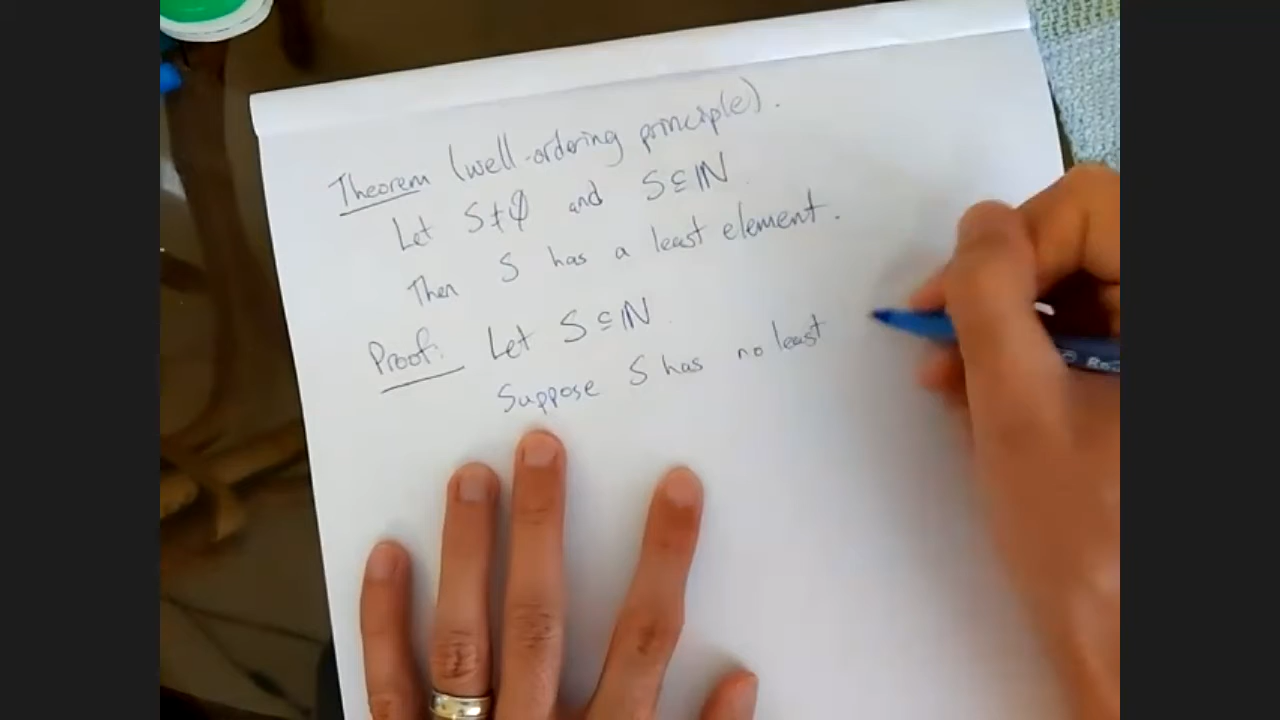 Theorem (well-ordering principle).
Let S ≠ ∅ and S ⊆ ℕ
Then S has a least element.
Proof: Let S ⊆ ℕ
Suppose S has no least